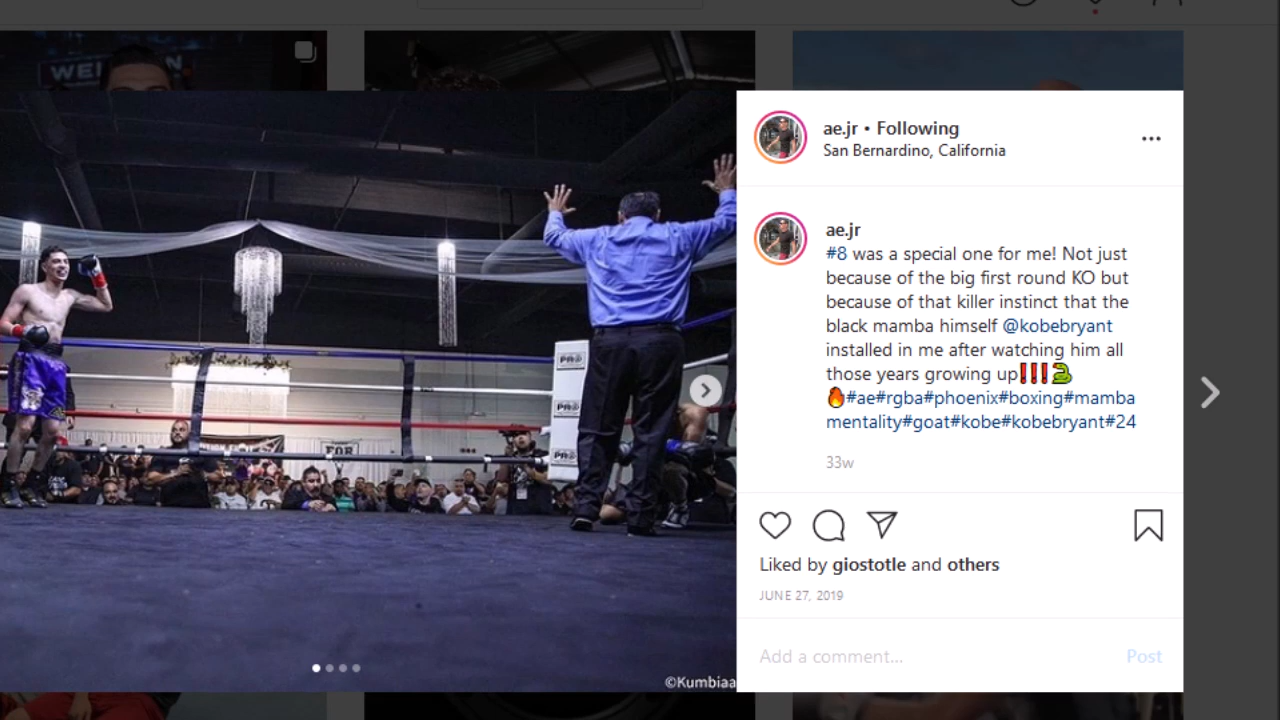 ae.jr • Following
San Bernardino, California
ae.jr
#8 was a special one for me! Not just
because of the big first round KO but
because of that killer instinct that the
black mamba himself @kobebryant
installed in me after watching him all
those years growing up‼️❗🐍
🔥#ae#rgba#phoenix#boxing#mamba
mentality#goat#kobe#kobebryant#24
33w
Liked by giostotle and others
JUNE 27, 2019
Add a comment... Post
PRO
PRO
PRO
FOR
©Kumbiaa